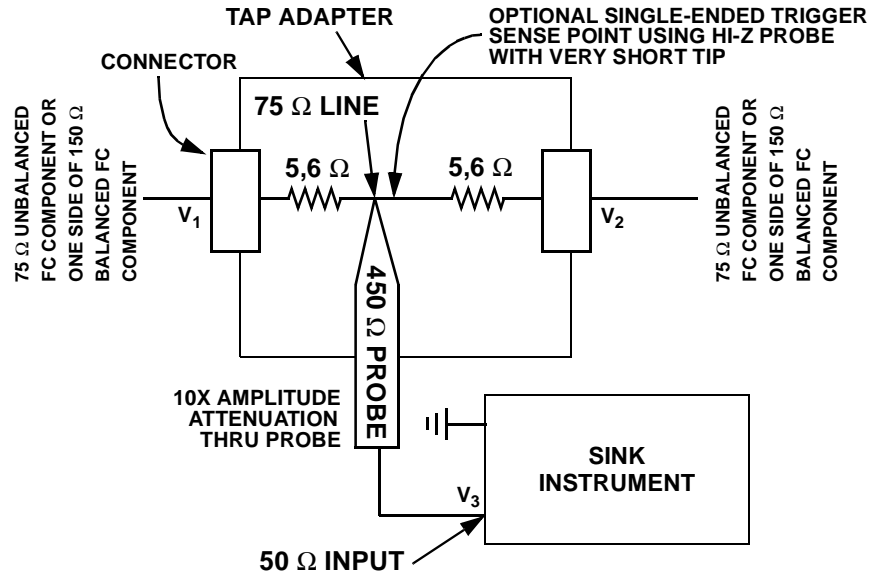 TAP ADAPTER
OPTIONAL SINGLE-ENDED TRIGGER
SENSE POINT USING HI-Z PROBE
WITH VERY SHORT TIP
CONNECTOR
75 Ω LINE
75 Ω UNBALANCED
FC COMPONENT OR
ONE SIDE OF 150 Ω
BALANCED FC
COMPONENT
5,6 Ω
5,6 Ω
V1
V2
75 Ω UNBALANCED
FC COMPONENT OR
ONE SIDE OF 150 Ω
BALANCED FC
COMPONENT
450 Ω PROBE
10X AMPLITUDE
ATTENUATION
THRU PROBE
SINK
INSTRUMENT
V3
50 Ω INPUT